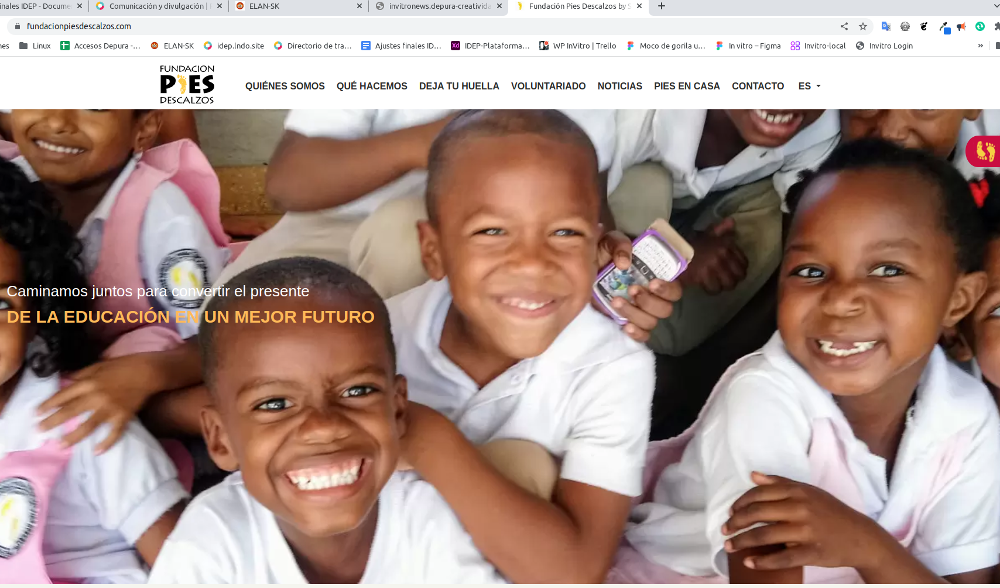 inales IDEP - Docume
Comunicación y divulgación |
ELAN-SK
invitronews.depura-creativida
Fundación Pies Descalzos by S
fundacionpiesdescalzos.com
nes
Linux
Accesos Depura -...
ELAN-SK
idep.lndo.site
Directorio de tra...
Ajustes finales ID...
Xd
IDEP-Plataforma...
WP InVitro | Trello
Moco de gorila u...
In vitro – Figma
Invitro-local
Invitro Login
»
FUNDACION
PIES
DESCALZOS
QUIÉNES SOMOS
QUÉ HACEMOS
DEJA TU HUELLA
VOLUNTARIADO
NOTICIAS
PIES EN CASA
CONTACTO
ES
Caminamos juntos para convertir el presente
DE LA EDUCACIÓN EN UN MEJOR FUTURO